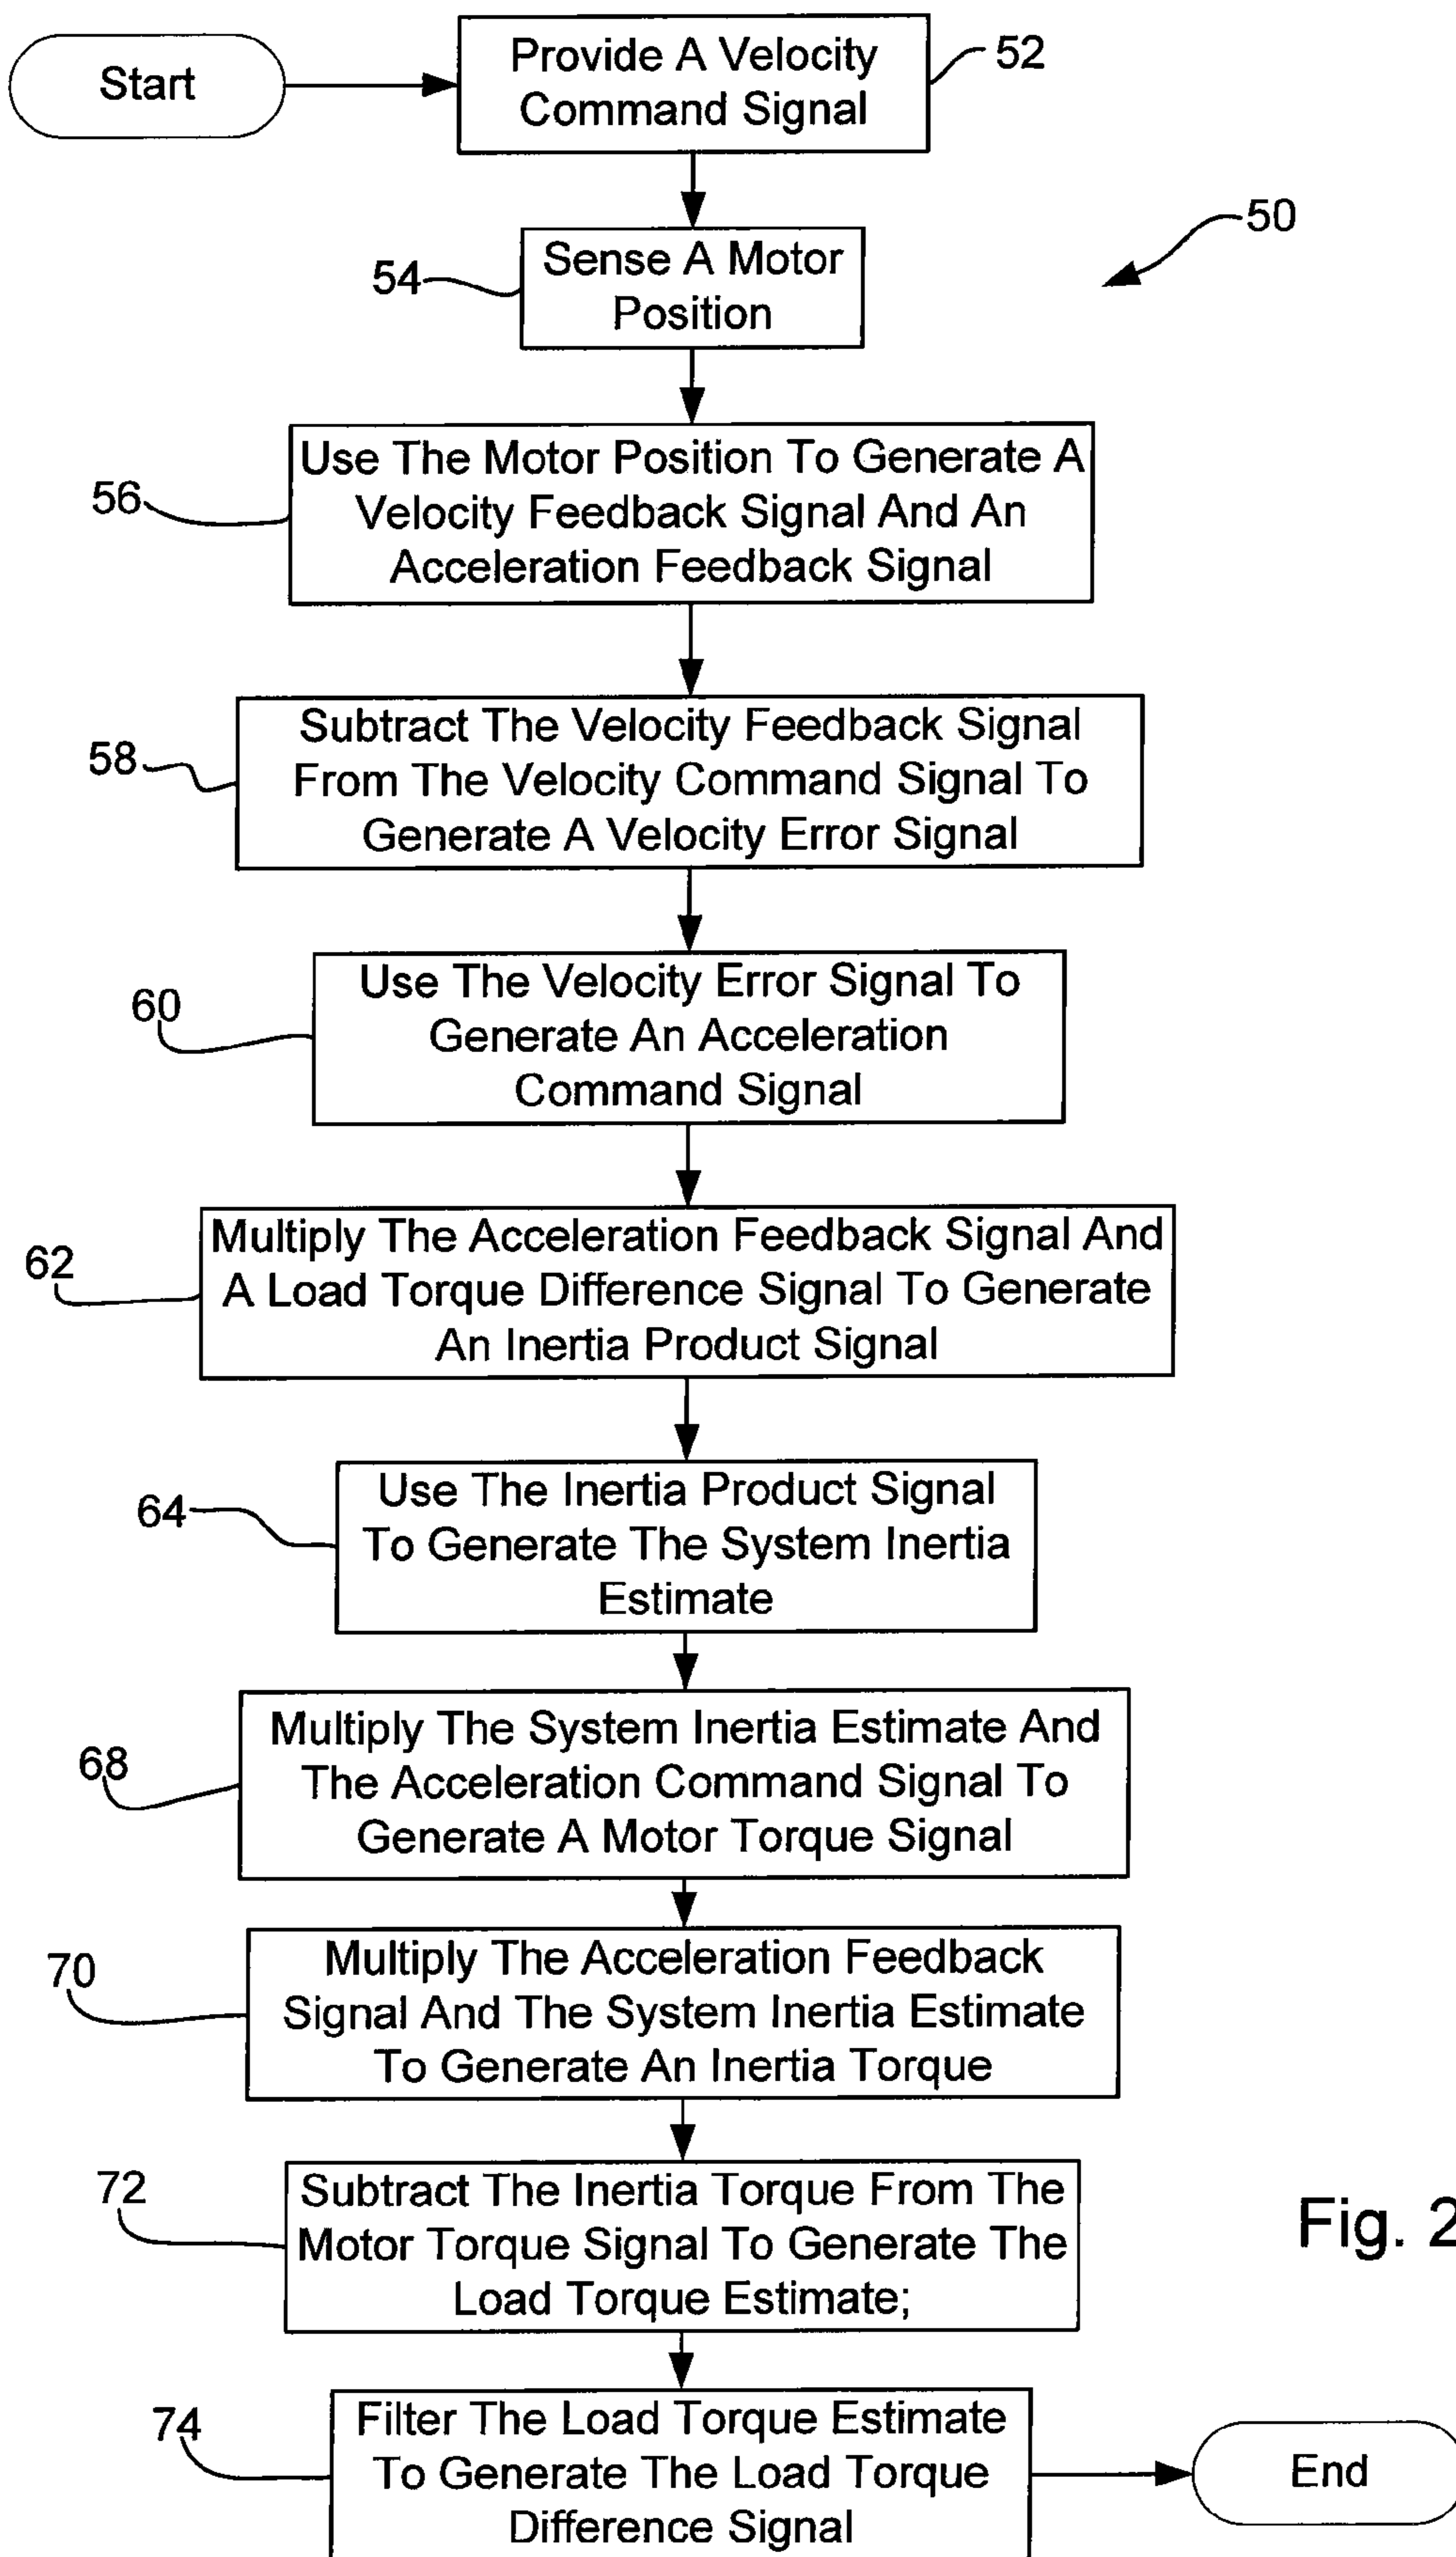 Start
Provide A Velocity
Command Signal
52
50
54
Sense A Motor
Position
56
Use The Motor Position To Generate A
Velocity Feedback Signal And An
Acceleration Feedback Signal
58
Subtract The Velocity Feedback Signal
From The Velocity Command Signal To
Generate A Velocity Error Signal
60
Use The Velocity Error Signal To
Generate An Acceleration
Command Signal
62
Multiply The Acceleration Feedback Signal And
A Load Torque Difference Signal To Generate
An Inertia Product Signal
64
Use The Inertia Product Signal
To Generate The System Inertia
Estimate
68
Multiply The System Inertia Estimate And
The Acceleration Command Signal To
Generate A Motor Torque Signal
70
Multiply The Acceleration Feedback
Signal And The System Inertia Estimate
To Generate An Inertia Torque
72
Subtract The Inertia Torque From The
Motor Torque Signal To Generate The
Load Torque Estimate;
Fig. 2
74
Filter The Load Torque Estimate
To Generate The Load Torque
Difference Signal
End